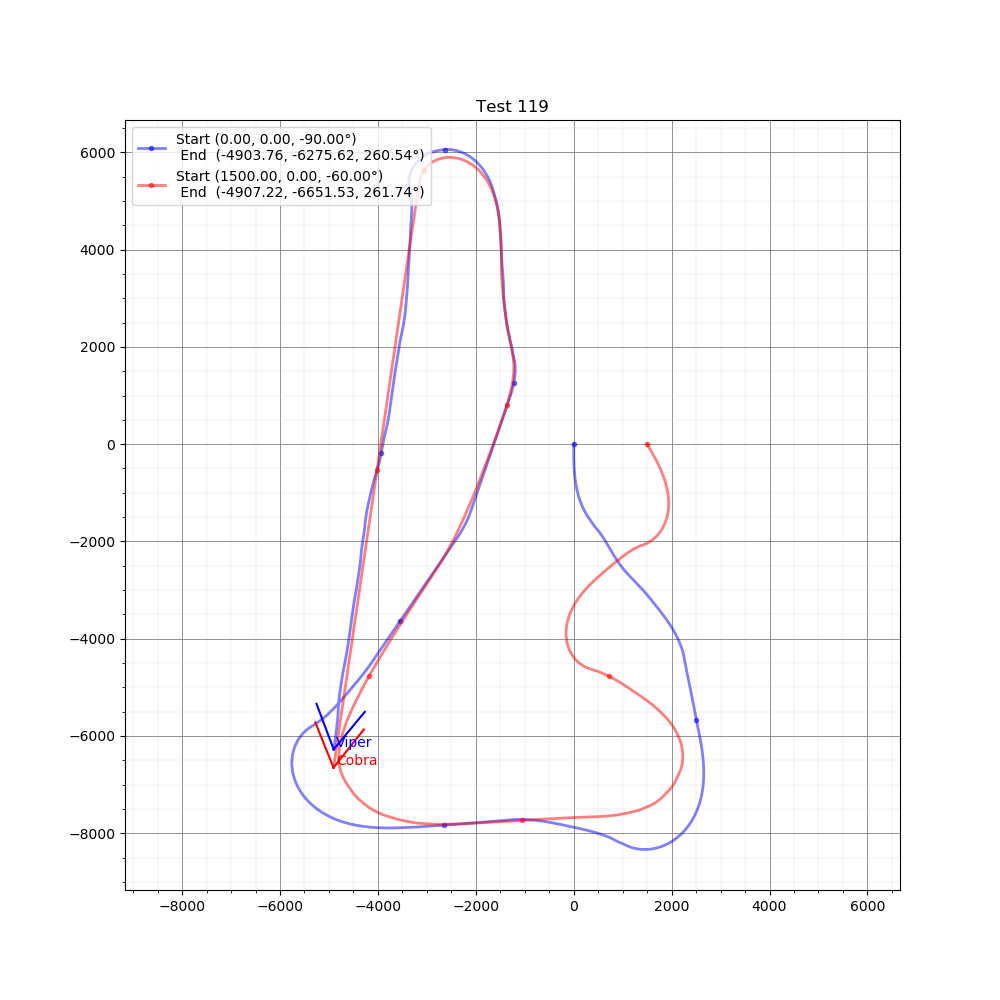 Test 119
Start (0.00, 0.00, -90.00°)
End (-4903.76, -6275.62, 260.54°)
Start (1500.00, 0.00, -60.00°)
End (-4907.22, -6651.53, 261.74°)
6000
4000
2000
0
−2000
−4000
−6000
−8000
Viper
Cobra
−8000 −6000 −4000 −2000 0 2000 4000 6000